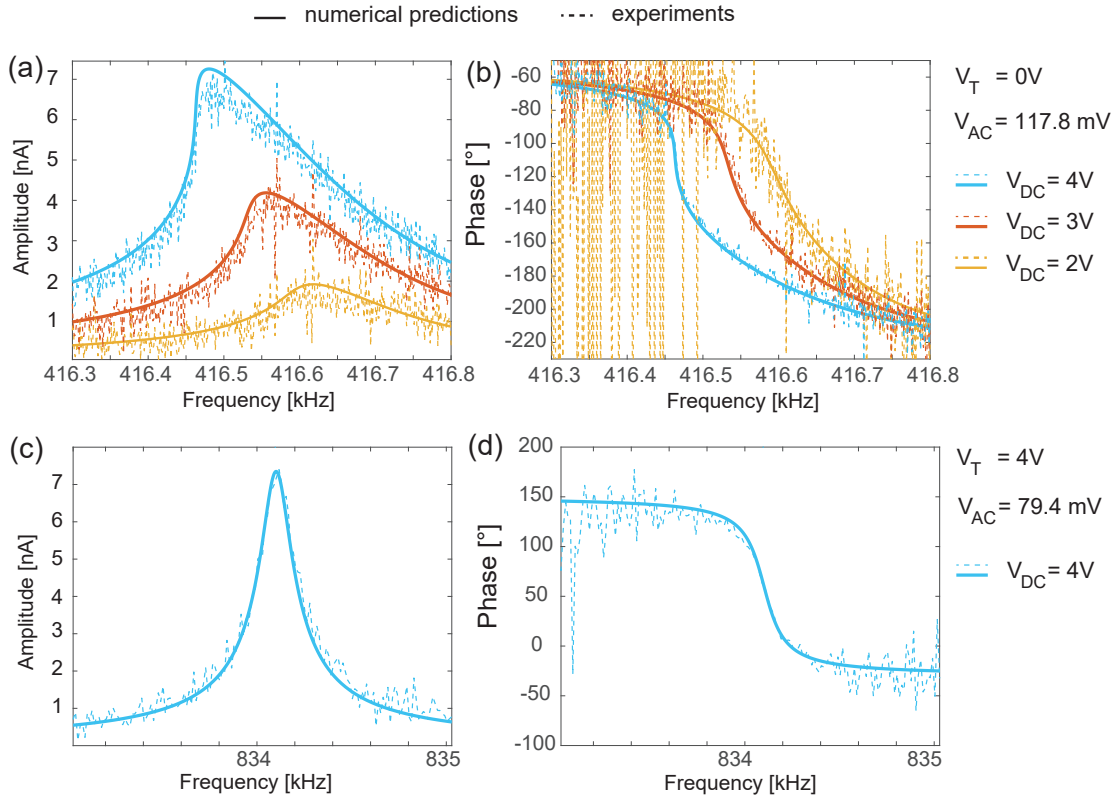 numerical predictions experiments
(a)
Amplitude [nA]
7
6
5
4
3
2
1
416.3 416.4 416.5 416.6 416.7 416.8
Frequency [kHz]
(b)
Phase [°]
-60
-80
-100
-120
-140
-160
-180
-200
-220
416.3 416.4 416.5 416.6 416.7 416.8
Frequency [kHz]
V_T = 0V
V_AC = 117.8 mV
V_DC = 4V
V_DC = 3V
V_DC = 2V
(c)
Amplitude [nA]
7
6
5
4
3
2
1
834 835
Frequency [kHz]
(d)
Phase [°]
200
150
100
50
0
-50
-100
834 835
Frequency [kHz]
V_T = 4V
V_AC = 79.4 mV
V_DC = 4V